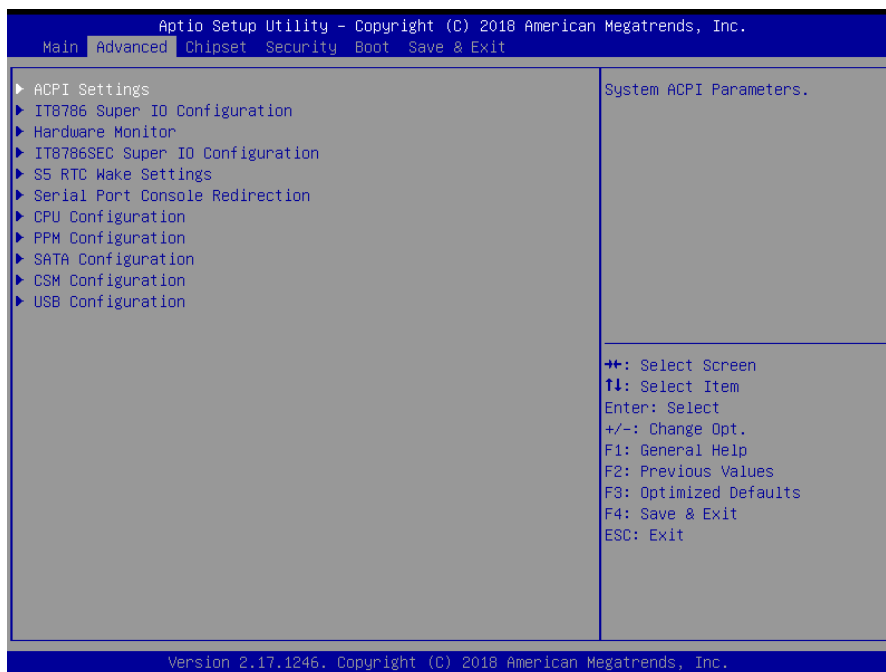 Aptio Setup Utility – Copyright (C) 2018 American Megatrends, Inc.
Main Advanced Chipset Security Boot Save & Exit
ACPI Settings
IT8786 Super IO Configuration
Hardware Monitor
IT8786SEC Super IO Configuration
S5 RTC Wake Settings
Serial Port Console Redirection
CPU Configuration
PPM Configuration
SATA Configuration
CSM Configuration
USB Configuration
System ACPI Parameters.
→←: Select Screen
↑↓: Select Item
Enter: Select
+/-: Change Opt.
F1: General Help
F2: Previous Values
F3: Optimized Defaults
F4: Save & Exit
ESC: Exit
Version 2.17.1246. Copyright (C) 2018 American Megatrends, Inc.